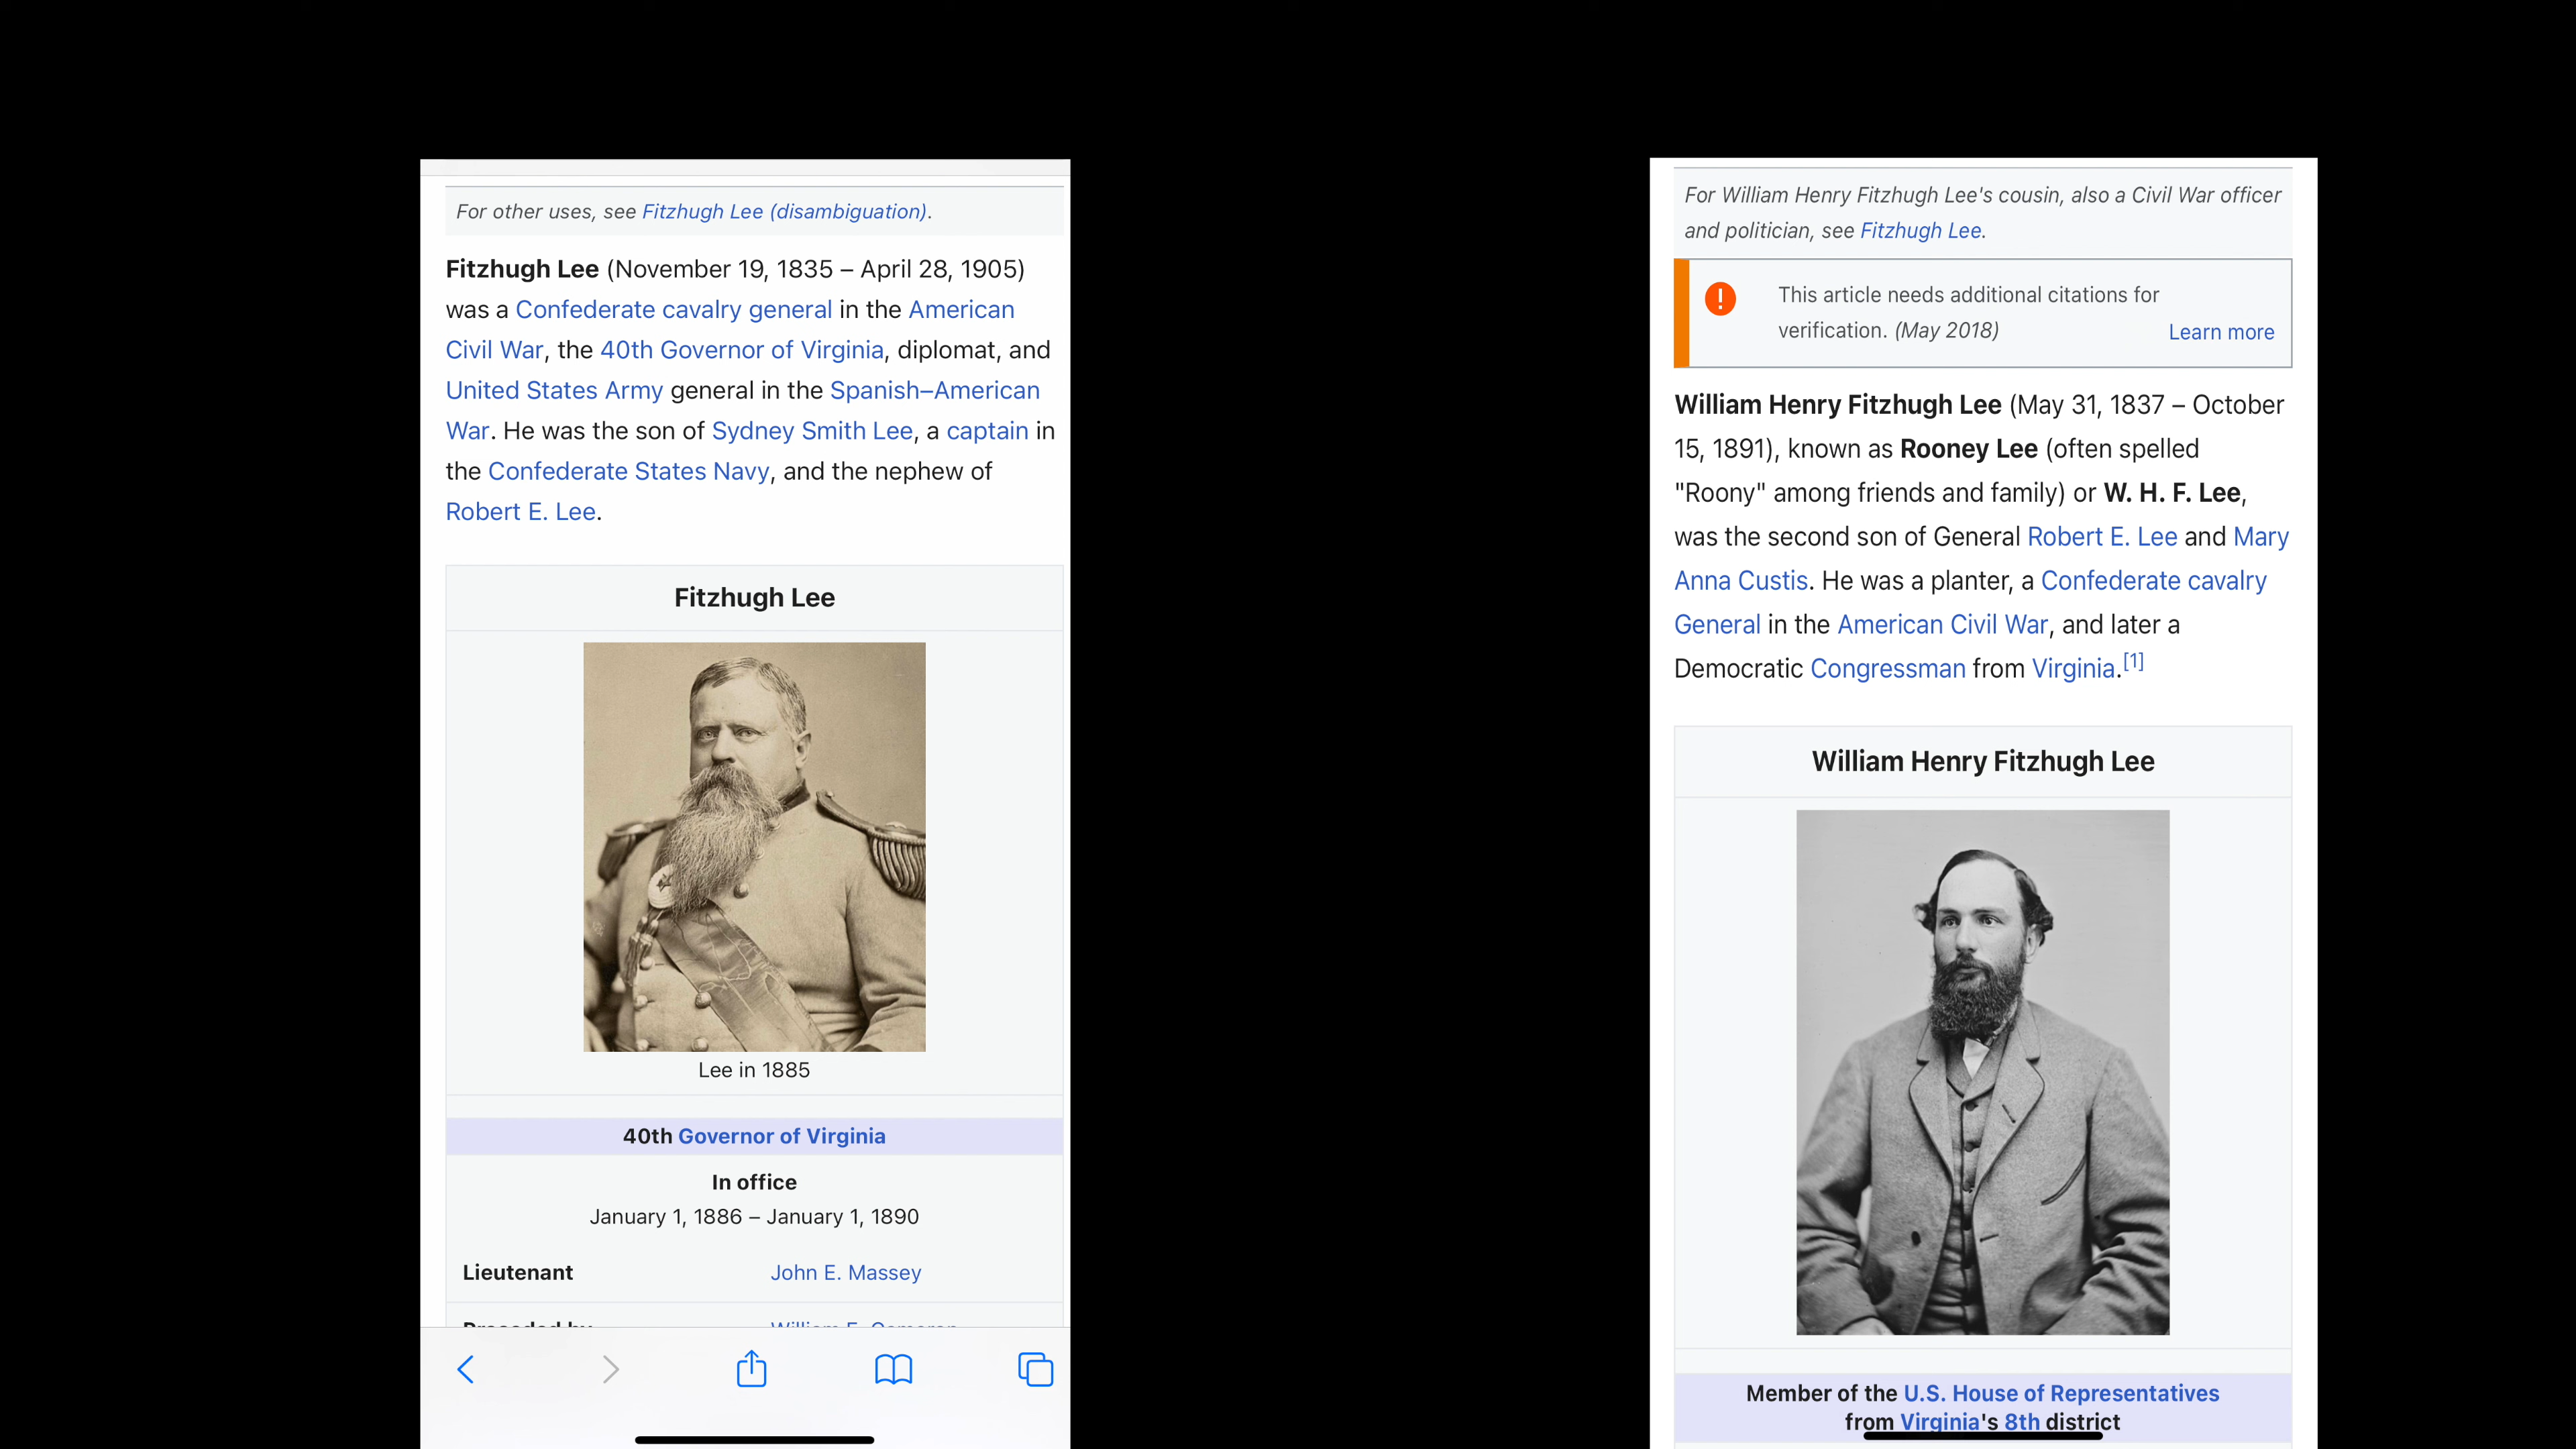 For other uses, see Fitzhugh Lee (disambiguation).
Fitzhugh Lee (November 19, 1835 – April 28, 1905)
was a Confederate cavalry general in the American
Civil War, the 40th Governor of Virginia, diplomat, and
United States Army general in the Spanish–American
War. He was the son of Sydney Smith Lee, a captain in
the Confederate States Navy, and the nephew of
Robert E. Lee.
Fitzhugh Lee
Lee in 1885
40th Governor of Virginia
In office
January 1, 1886 – January 1, 1890
Lieutenant John E. Massey
Preceded by William E. Cameron
For William Henry Fitzhugh Lee's cousin, also a Civil War officer
and politician, see Fitzhugh Lee.
This article needs additional citations for
verification. (May 2018) Learn more
William Henry Fitzhugh Lee (May 31, 1837 – October
15, 1891), known as Rooney Lee (often spelled
"Roony" among friends and family) or W. H. F. Lee,
was the second son of General Robert E. Lee and Mary
Anna Custis. He was a planter, a Confederate cavalry
General in the American Civil War, and later a
Democratic Congressman from Virginia.[1]
William Henry Fitzhugh Lee
Member of the U.S. House of Representatives
from Virginia's 8th district